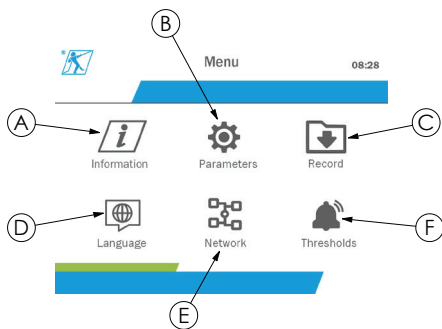 B
Menu 08:28
A C
i
Information Parameters Record
D F
Language Network Thresholds
E